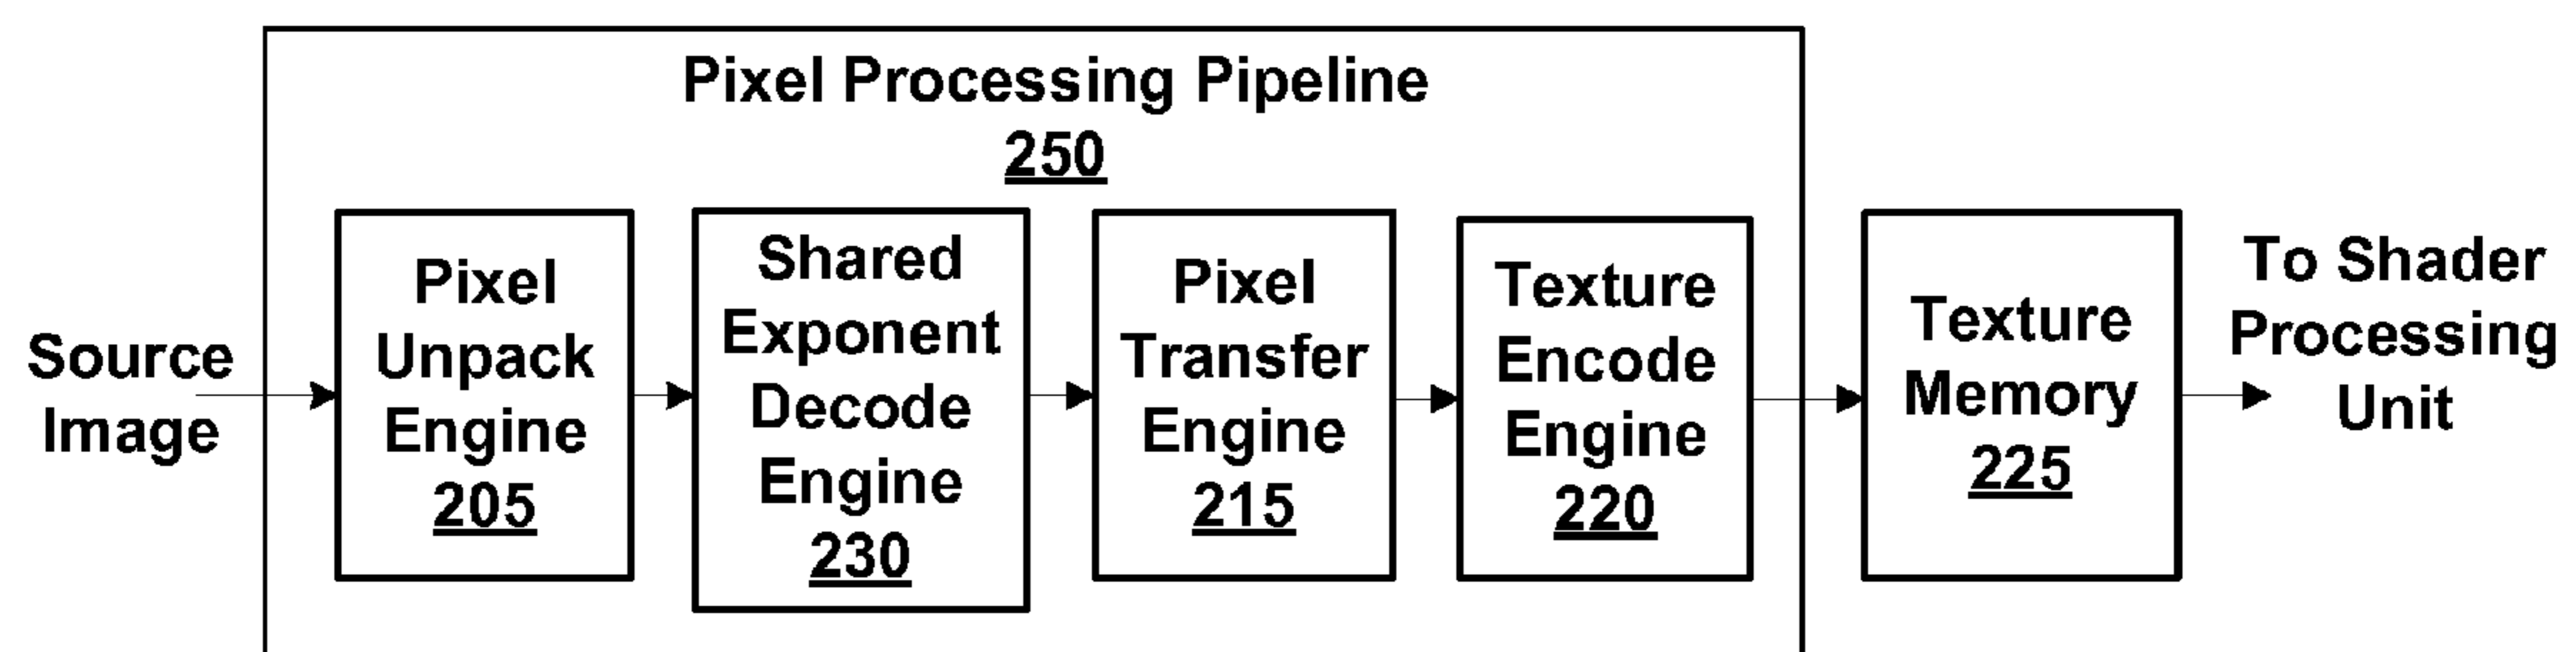 Pixel Processing Pipeline
250
Source
Image
Pixel
Unpack
Engine
205
Shared
Exponent
Decode
Engine
230
Pixel
Transfer
Engine
215
Texture
Encode
Engine
220
Texture
Memory
225
To Shader
Processing
Unit